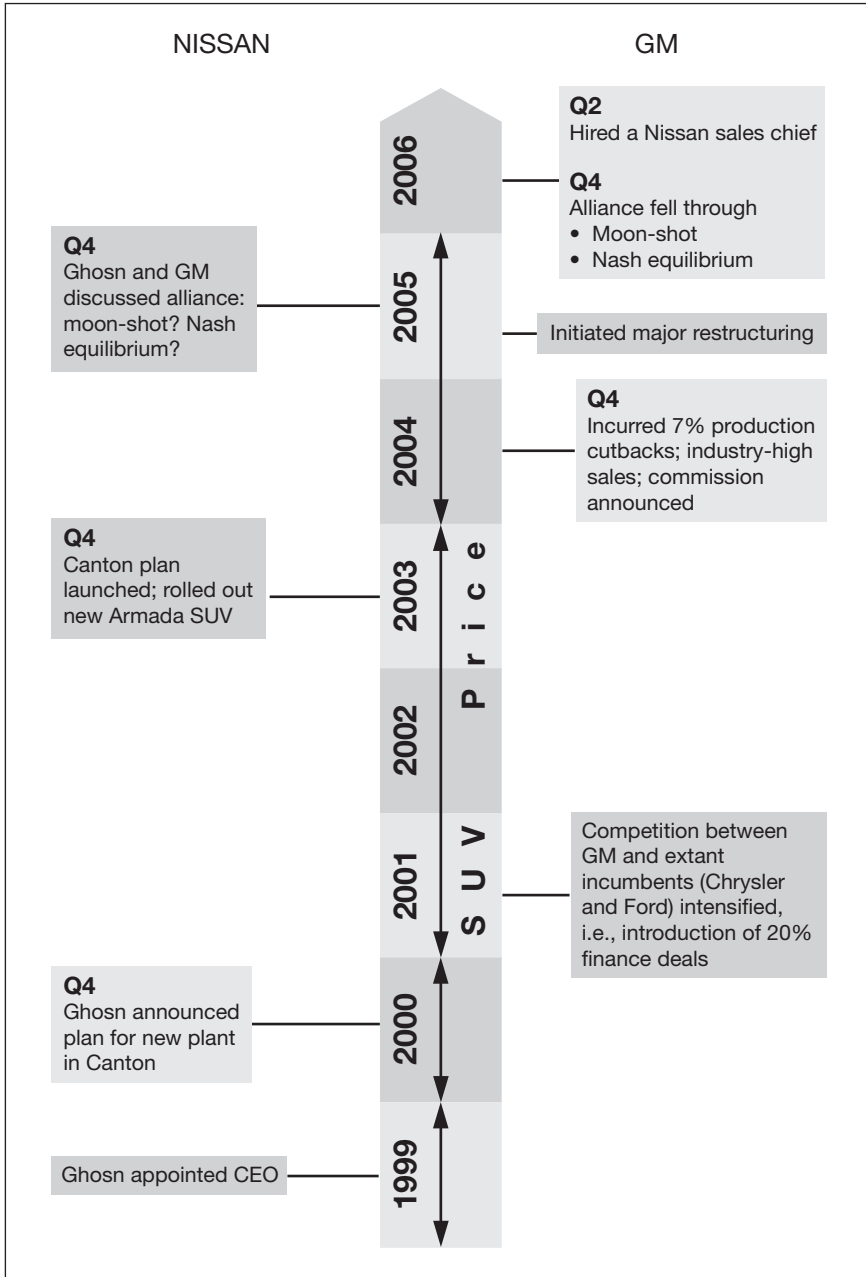 NISSAN
GM
Q2
Hired a Nissan sales chief
Q4
Alliance fell through
• Moon-shot
• Nash equilibrium
2006
Q4
Ghosn and GM
discussed alliance:
moon-shot? Nash
equilibrium?
2005
Initiated major restructuring
Q4
Incurred 7% production
cutbacks; industry-high
sales; commission
announced
2004
Q4
Canton plan
launched; rolled out
new Armada SUV
2003
SUV Price
2002
Competition between
GM and extant
incumbents (Chrysler
and Ford) intensified,
i.e., introduction of 20%
finance deals
2001
Q4
Ghosn announced
plan for new plant
in Canton
2000
Ghosn appointed CEO
1999